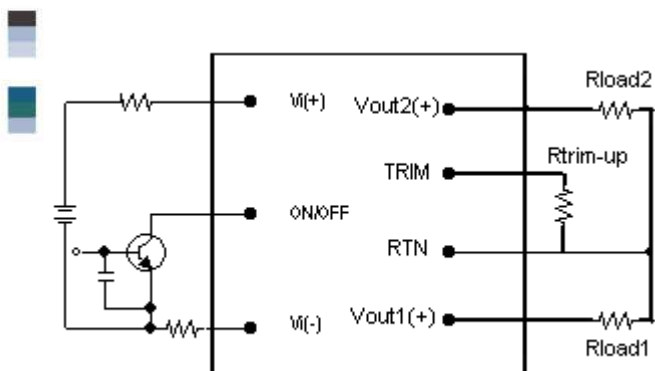 Rload2
Vi(+)
Vout2(+)
Rtrim-up
TRIM
ON/OFF
RTN
Vi(-)
Vout1(+)
Rload1